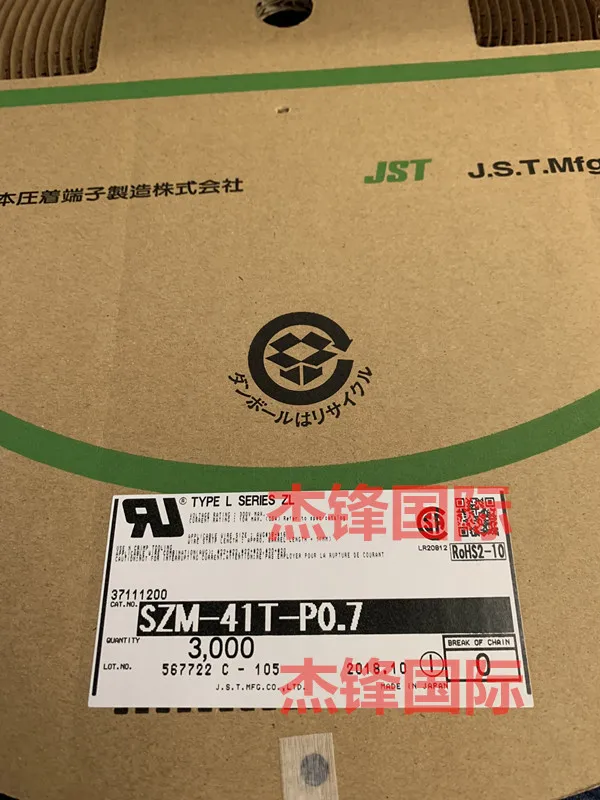 本圧着端子製造株式会社
JST J.S.T.Mfg
ダンボールはリサイクル
TYPE L SERIES ZL
杰锋国际
LR20812 RoHS2-10
37111200
CAT.NO. SZM-41T-P0.7
QUANTITY 3,000
BREAK OF CHAIN
LOT.NO. 567722 C - 105 2018.10 ① 0
J.S.T.MFG.CO.,LTD. MADE IN JAPAN
杰锋国际